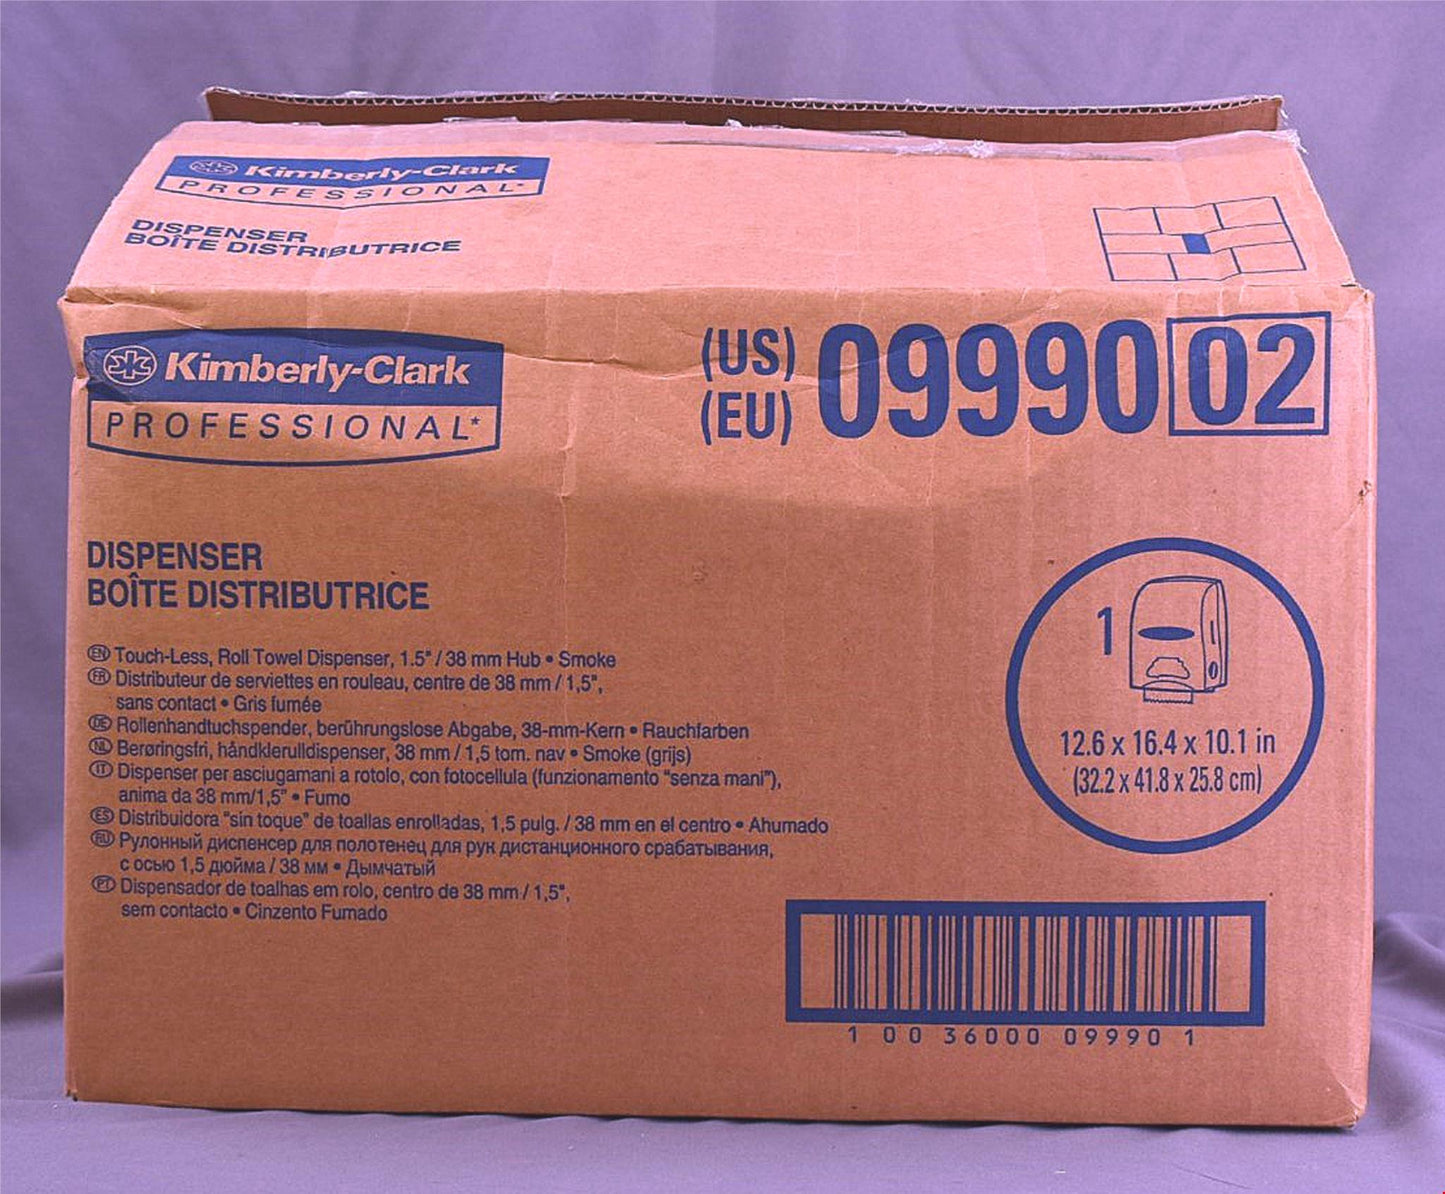 Kimberly-Clark
PROFESSIONAL*
DISPENSER
BOÎTE DISTRIBUTRICE
Kimberly-Clark
PROFESSIONAL*
(US)
(EU)
09990 02
DISPENSER
BOÎTE DISTRIBUTRICE
EN Touch-Less, Roll Towel Dispenser, 1.5" / 38 mm Hub • Smoke
FR Distributeur de serviettes en rouleau, centre de 38 mm / 1,5",
sans contact • Gris fumée
DE Rollenhandtuchspender, berührungslose Abgabe, 38-mm-Kern • Rauchfarben
NL Berøringsfri, håndklerulldispenser, 38 mm / 1,5 tom. nav • Smoke (grijs)
IT Dispenser per asciugamani a rotolo, con fotocellula (funzionamento "senza mani"),
anima da 38 mm/1,5" • Fumo
ES Distribuidora "sin toque" de toallas enrolladas, 1,5 pulg. / 38 mm en el centro • Ahumado
RU Рулонный диспенсер для полотенец для рук дистанционного срабатывания,
с осью 1,5 дюйма / 38 мм • Дымчатый
PT Dispensador de toalhas em rolo, centro de 38 mm / 1,5",
sem contacto • Cinzento Fumado
1
12.6 x 16.4 x 10.1 in
(32.2 x 41.8 x 25.8 cm)
1 00 36000 09990 1